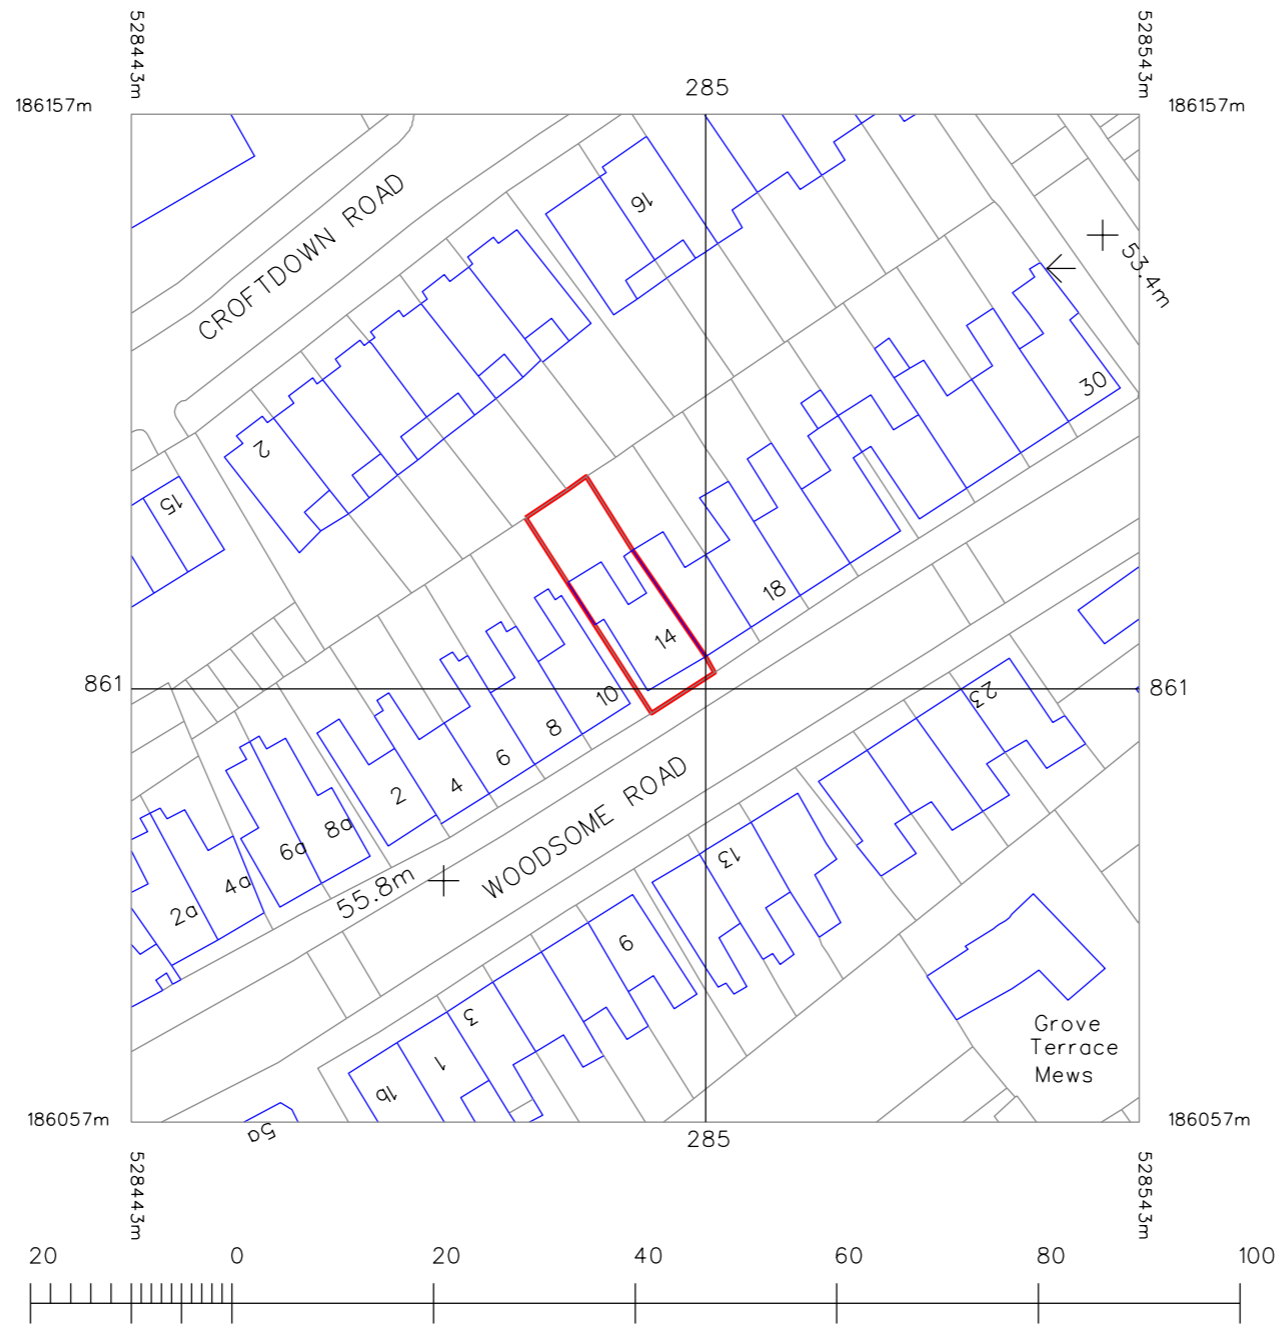 528443m
528543m
186157m
285
186157m
CROFTDOWN ROAD
16
53.4m
30
2
15
18
14
861
861
10
23
8
6
4
2
WOODSOME ROAD
8a
6a
13
4a
55.8m
2a
9
3
1
1b
Grove
Terrace
Mews
186057m
5a
285
186057m
528443m
528543m
20 0 20 40 60 80 100